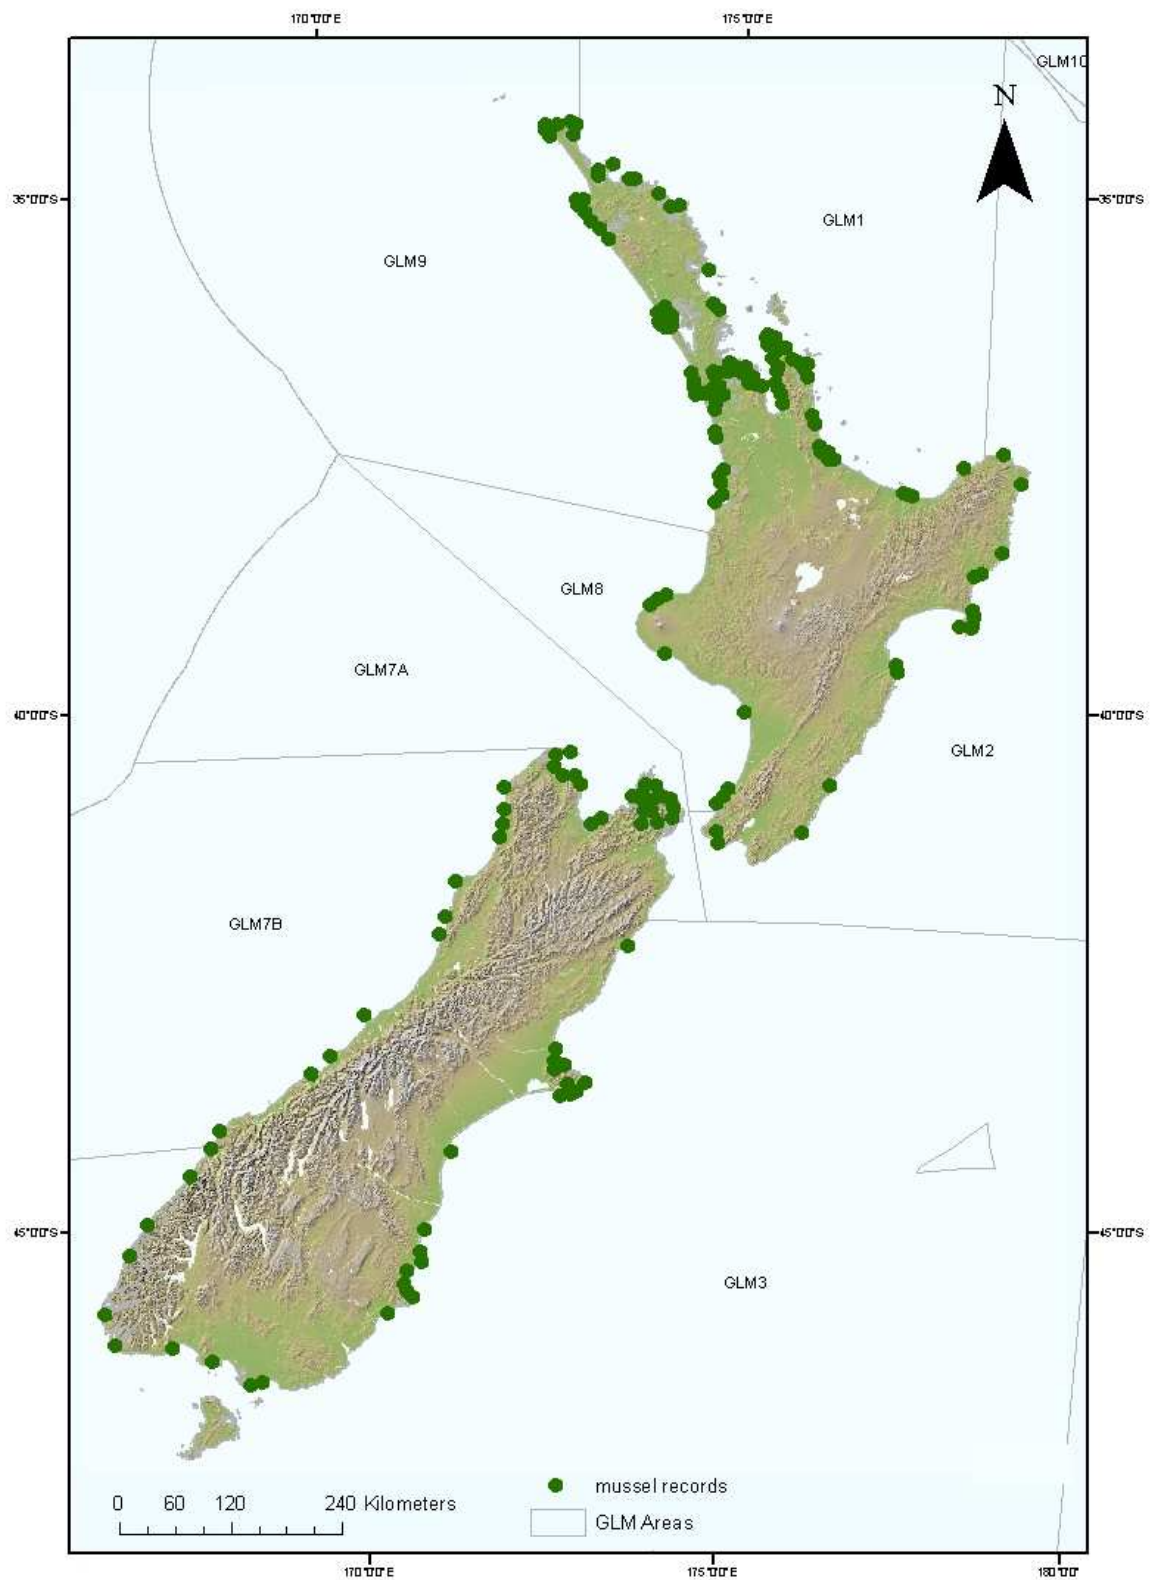 170°0'0"E 175°0'0"E
GLM10
N
35°0'0"S 35°0'0"S
GLM1
GLM9
GLM8
GLM7A
40°0'0"S 40°0'0"S
GLM2
GLM7B
45°0'0"S 45°0'0"S
GLM3
mussel records
0 60 120 240 Kilometers
GLM Areas
170°0'0"E 175°0'0"E 180°0'0"E